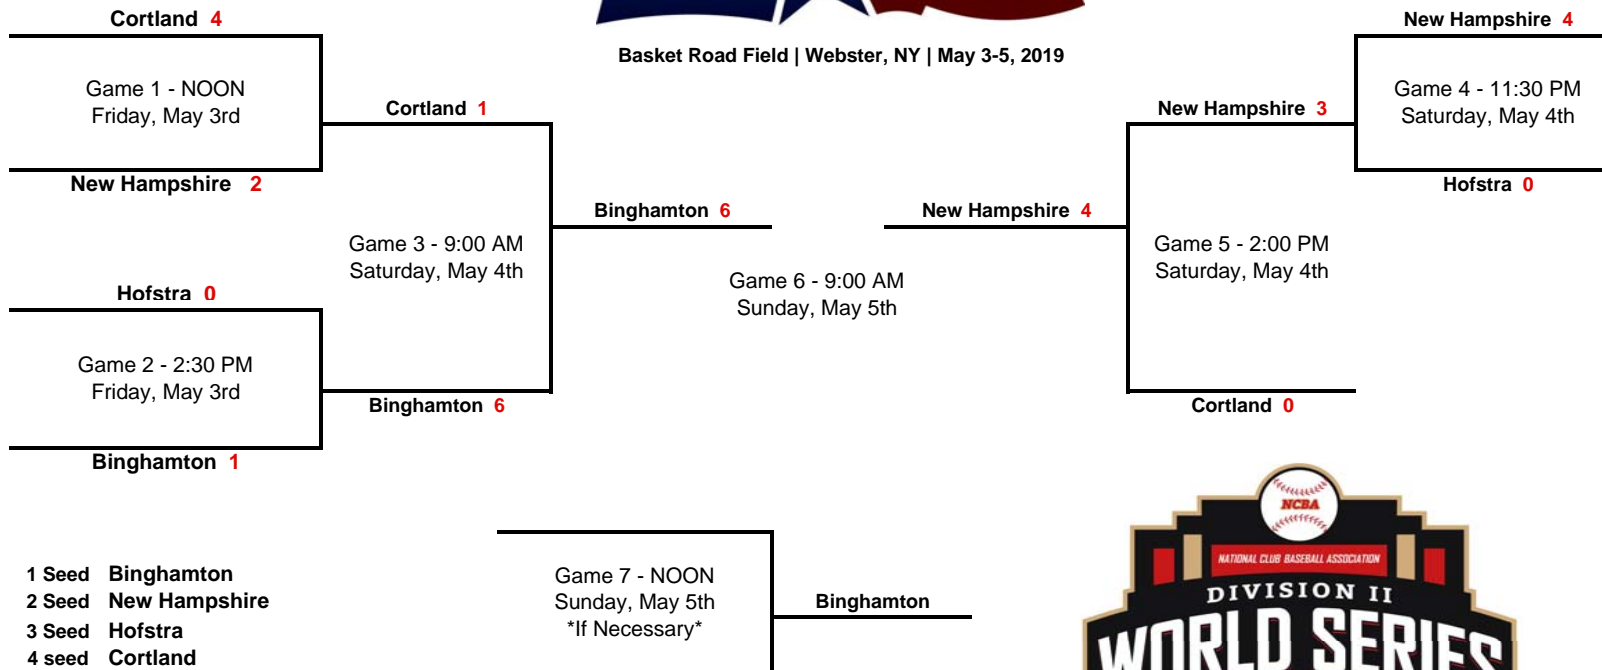 Cortland 4
New Hampshire 4
Basket Road Field | Webster, NY | May 3-5, 2019
Game 1 - NOON
Friday, May 3rd
Game 4 - 11:30 PM
Saturday, May 4th
Cortland 1
New Hampshire 3
New Hampshire 2
Hofstra 0
Binghamton 6
New Hampshire 4
Game 3 - 9:00 AM
Saturday, May 4th
Game 5 - 2:00 PM
Saturday, May 4th
Game 6 - 9:00 AM
Sunday, May 5th
Hofstra 0
Game 2 - 2:30 PM
Friday, May 3rd
Binghamton 6
Cortland 0
Binghamton 1
1 Seed Binghamton
2 Seed New Hampshire
3 Seed Hofstra
4 seed Cortland
Game 7 - NOON
Sunday, May 5th
*If Necessary*
Binghamton
NCBA
NATIONAL CLUB BASEBALL ASSOCIATION
DIVISION II
WORLD SERIES